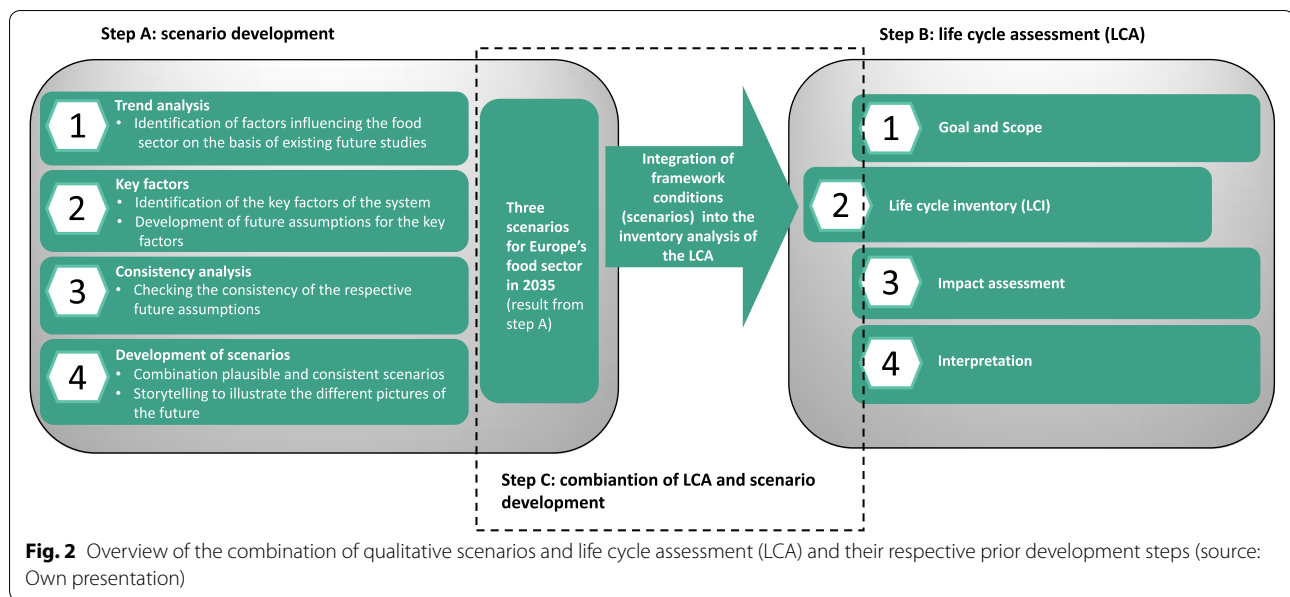 Step A: scenario development
1
Trend analysis
• Identification of factors influencing the food
sector on the basis of existing future studies
2
Key factors
• Identification of the key factors of the system
• Development of future assumptions for the key
factors
3
Consistency analysis
• Checking the consistency of the respective
future assumptions
4
Development of scenarios
• Combination plausible and consistent scenarios
• Storytelling to illustrate the different pictures of
the future
Three
scenarios
for Europe's
food sector
in 2035
(result from
step A)
Integration of
framework
conditions
(scenarios) into the
inventory analysis of
the LCA
Step B: life cycle assessment (LCA)
1
Goal and Scope
2
Life cycle inventory (LCI)
3
Impact assessment
4
Interpretation
Step C: combiantion of LCA and scenario
development
Fig. 2 Overview of the combination of qualitative scenarios and life cycle assessment (LCA) and their respective prior development steps (source:
Own presentation)